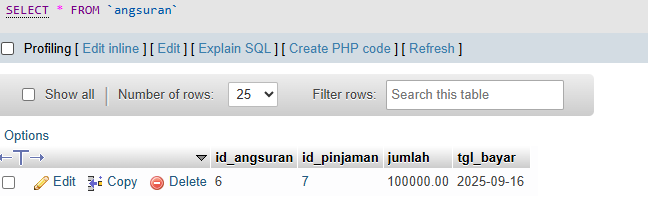 SELECT * FROM `angsuran`
Profiling [ Edit inline ] [ Edit ] [ Explain SQL ] [ Create PHP code ] [ Refresh ]
Show all Number of rows: 25 Filter rows: Search this table
Options
id_angsuran id_pinjaman jumlah tgl_bayar
Edit Copy Delete 6 7 100000.00 2025-09-16